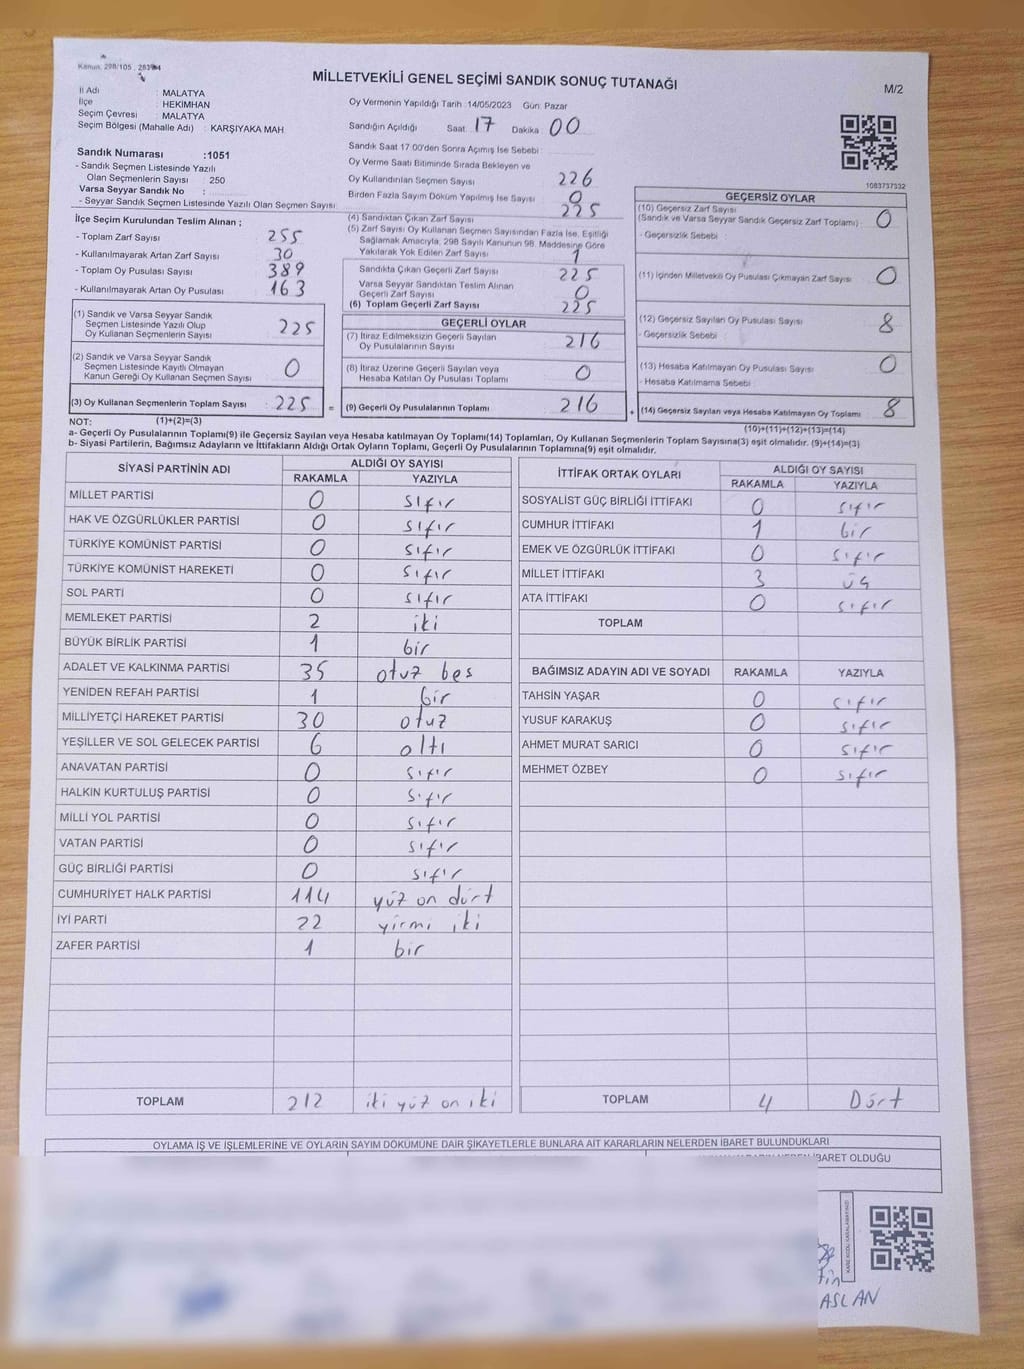 Kanun: 298/105
MİLLETVEKİLİ GENEL SEÇİMİ SANDIK SONUÇ TUTANAĞI
M/2
İl Adı : MALATYA
İlçe HEKİMHAN
Seçim Çevresi : MALATYA
Seçim Bölgesi (Mahalle Adı) : KARŞIYAKA MAH
Sandık Numarası :1051
- Sandık Seçmen Listesinde Yazılı
Olan Seçmenlerin Sayısı : 250
Varsa Seyyar Sandık No :
- Seyyar Sandık Seçmen Listesinde Yazılı Olan Seçmen Sayısı:
Oy Vermenin Yapıldığı Tarih :14/05/2023 Gün: Pazar
Sandığın Açıldığı Saat: 17 Dakika: 00
Sandık Saat 17:00'den Sonra Açılmış İse Sebebi :
Oy Verme Saati Bitiminde Sırada Bekleyen ve
Oy Kullandırılan Seçmen Sayısı 226
Birden Fazla Sayım Döküm Yapılmış İse Sayısı 0
(4) Sandıktan Çıkan Zarf Sayısı 225
(5) Zarf Sayısı Oy Kullanan Seçmen Sayısından Fazla İse, Eşitliği
Sağlamak Amacıyla, 298 Sayılı Kanunun 98. Maddesine Göre
Yakılarak Yok Edilen Zarf Sayısı 1
Sandıkta Çıkan Geçerli Zarf Sayısı 225
Varsa Seyyar Sandıktan Teslim Alınan
Geçerli Zarf Sayısı 0
(6) Toplam Geçerli Zarf Sayısı 225
İlçe Seçim Kurulundan Teslim Alınan ;
- Toplam Zarf Sayısı : 255
- Kullanılmayarak Artan Zarf Sayısı : 30
- Toplam Oy Pusulası Sayısı : 389
- Kullanılmayarak Artan Oy Pusulası : 163
(1) Sandık ve Varsa Seyyar Sandık
Seçmen Listesinde Yazılı Olup
Oy Kullanan Seçmenlerin Sayısı 225
(2) Sandık ve Varsa Seyyar Sandık
Seçmen Listesinde Kayıtlı Olmayan
Kanun Gereği Oy Kullanan Seçmen Sayısı 0
(3) Oy Kullanan Seçmenlerin Toplam Sayısı : 225 =
(1)+(2)=(3)
GEÇERLİ OYLAR
(7) İtiraz Edilmeksizin Geçerli Sayılan
Oy Pusulalarının Sayısı 216
(8) İtiraz Üzerine Geçerli Sayılan veya
Hesaba Katılan Oy Pusulası Toplamı 0
(9) Geçerli Oy Pusulalarının Toplamı 216 +
1083737332
GEÇERSİZ OYLAR
(10) Geçersiz Zarf Sayısı
(Sandık ve Varsa Seyyar Sandık Geçersiz Zarf Toplamı) : 0
- Geçersizlik Sebebi :
(11) İçinden Milletvekili Oy Pusulası Çıkmayan Zarf Sayısı 0
(12) Geçersiz Sayılan Oy Pusulası Sayısı 8
- Geçersizlik Sebebi :
(13) Hesaba Katılmayan Oy Pusulası Sayısı 0
- Hesaba Katılmama Sebebi
(14) Geçersiz Sayılan veya Hesaba Katılmayan Oy Toplamı 8
(10)+(11)+(12)+(13)=(14)
NOT:
a- Geçerli Oy Pusulalarının Toplamı(9) ile Geçersiz Sayılan veya Hesaba katılmayan Oy Toplamı(14) Toplamları, Oy Kullanan Seçmenlerin Toplam Sayısına(3) eşit olmalıdır. (9)+(14)=(3)
b- Siyasi Partilerin, Bağımsız Adayların ve İttifakların Aldığı Ortak Oyların Toplamı, Geçerli Oy Pusulalarının Toplamına(9) eşit olmalıdır.
SİYASİ PARTİNİN ADI ALDIĞI OY SAYISI
RAKAMLA YAZIYLA
MİLLET PARTİSİ 0 sıfır
HAK VE ÖZGÜRLÜKLER PARTİSİ 0 sıfır
TÜRKİYE KOMÜNİST PARTİSİ 0 sıfır
TÜRKİYE KOMÜNİST HAREKETİ 0 sıfır
SOL PARTİ 0 sıfır
MEMLEKET PARTİSİ 2 iki
BÜYÜK BİRLİK PARTİSİ 1 bir
ADALET VE KALKINMA PARTİSİ 35 otuz beş
YENİDEN REFAH PARTİSİ 1 bir
MİLLİYETÇİ HAREKET PARTİSİ 30 otuz
YEŞİLLER VE SOL GELECEK PARTİSİ 6 altı
ANAVATAN PARTİSİ 0 sıfır
HALKIN KURTULUŞ PARTİSİ 0 sıfır
MİLLİ YOL PARTİSİ 0 sıfır
VATAN PARTİSİ 0 sıfır
GÜÇ BİRLİĞİ PARTİSİ 0 sıfır
CUMHURİYET HALK PARTİSİ 114 yüz on dört
İYİ PARTİ 22 yirmi iki
ZAFER PARTİSİ 1 bir
TOPLAM 212 iki yüz on iki
İTTİFAK ORTAK OYLARI ALDIĞI OY SAYISI
RAKAMLA YAZIYLA
SOSYALİST GÜÇ BİRLİĞİ İTTİFAKI 0 sıfır
CUMHUR İTTİFAKI 1 bir
EMEK VE ÖZGÜRLÜK İTTİFAKI 0 sıfır
MİLLET İTTİFAKI 3 üç
ATA İTTİFAKI 0 sıfır
TOPLAM
BAĞIMSIZ ADAYIN ADI VE SOYADI RAKAMLA YAZIYLA
TAHSİN YAŞAR 0 sıfır
YUSUF KARAKUŞ 0 sıfır
AHMET MURAT SARICI 0 sıfır
MEHMET ÖZBEY 0 sıfır
TOPLAM 4 Dört
OYLAMA İŞ VE İŞLEMLERİNE VE OYLARIN SAYIM DÖKÜMÜNE DAİR ŞİKAYETLERLE BUNLARA AİT KARARLARIN NELERDEN İBARET BULUNDUKLARI
İBARET OLDUĞU
ASLAN